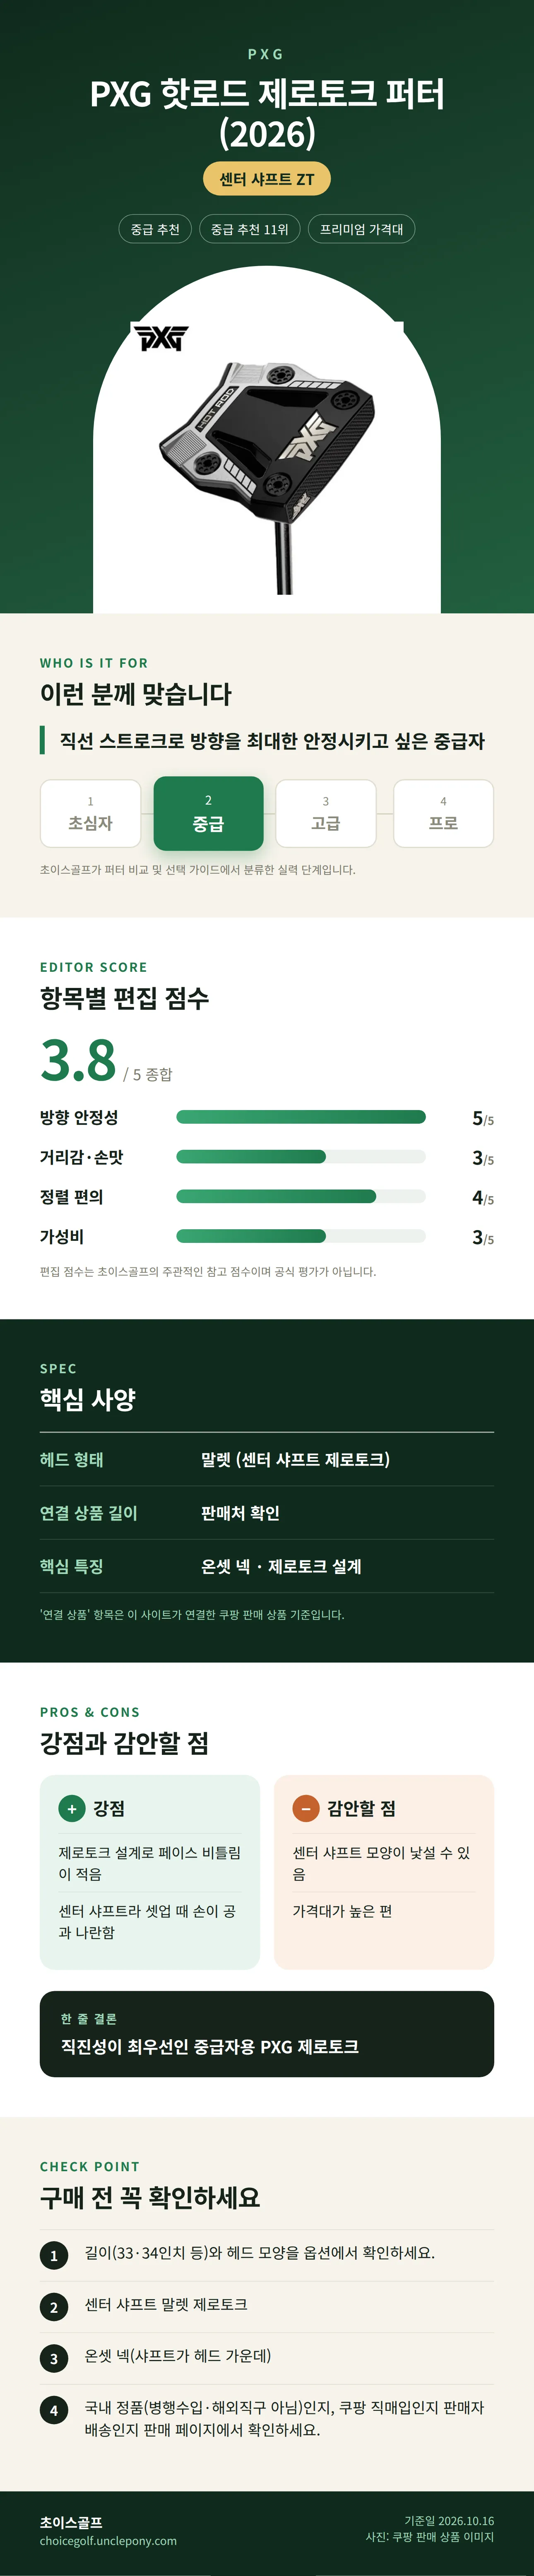 PXG
PXG 핫로드 제로토크 퍼터
(2026)
센터 샤프트 ZT
중급 추천
중급 추천 11위
프리미엄 가격대
PXG
HOT ROD
PXG
PXG
WHO IS IT FOR
이런 분께 맞습니다
직선 스트로크로 방향을 최대한 안정시키고 싶은 중급자
1
초심자
2
중급
3
고급
4
프로
초이스골프가 퍼터 비교 및 선택 가이드에서 분류한 실력 단계입니다.
EDITOR SCORE
항목별 편집 점수
3.8 / 5 종합
방향 안정성 5/5
거리감·손맛 3/5
정렬 편의 4/5
가성비 3/5
편집 점수는 초이스골프의 주관적인 참고 점수이며 공식 평가가 아닙니다.
SPEC
핵심 사양
헤드 형태 말렛 (센터 샤프트 제로토크)
연결 상품 길이 판매처 확인
핵심 특징 온셋 넥 · 제로토크 설계
'연결 상품' 항목은 이 사이트가 연결한 쿠팡 판매 상품 기준입니다.
PROS & CONS
강점과 감안할 점
+ 강점
제로토크 설계로 페이스 비틀림
이 적음
센터 샤프트라 셋업 때 손이 공
과 나란함
− 감안할 점
센터 샤프트 모양이 낯설 수 있
음
가격대가 높은 편
한 줄 결론
직진성이 최우선인 중급자용 PXG 제로토크
CHECK POINT
구매 전 꼭 확인하세요
1 길이(33·34인치 등)와 헤드 모양을 옵션에서 확인하세요.
2 센터 샤프트 말렛 제로토크
3 온셋 넥(샤프트가 헤드 가운데)
4 국내 정품(병행수입·해외직구 아님)인지, 쿠팡 직매입인지 판매자
배송인지 판매 페이지에서 확인하세요.
초이스골프
choicegolf.unclepony.com
기준일 2026.10.16
사진: 쿠팡 판매 상품 이미지